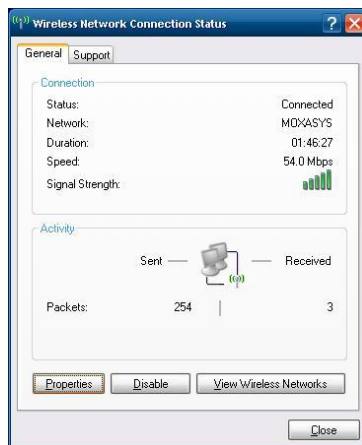 Wireless Network Connection Status
General Support
Connection
Status: Connected
Network: MOXASYS
Duration: 01:46:27
Speed: 54.0 Mbps
Signal Strength:
Activity
Sent — — Received
Packets: 254 | 3
Properties Disable View Wireless Networks
Close